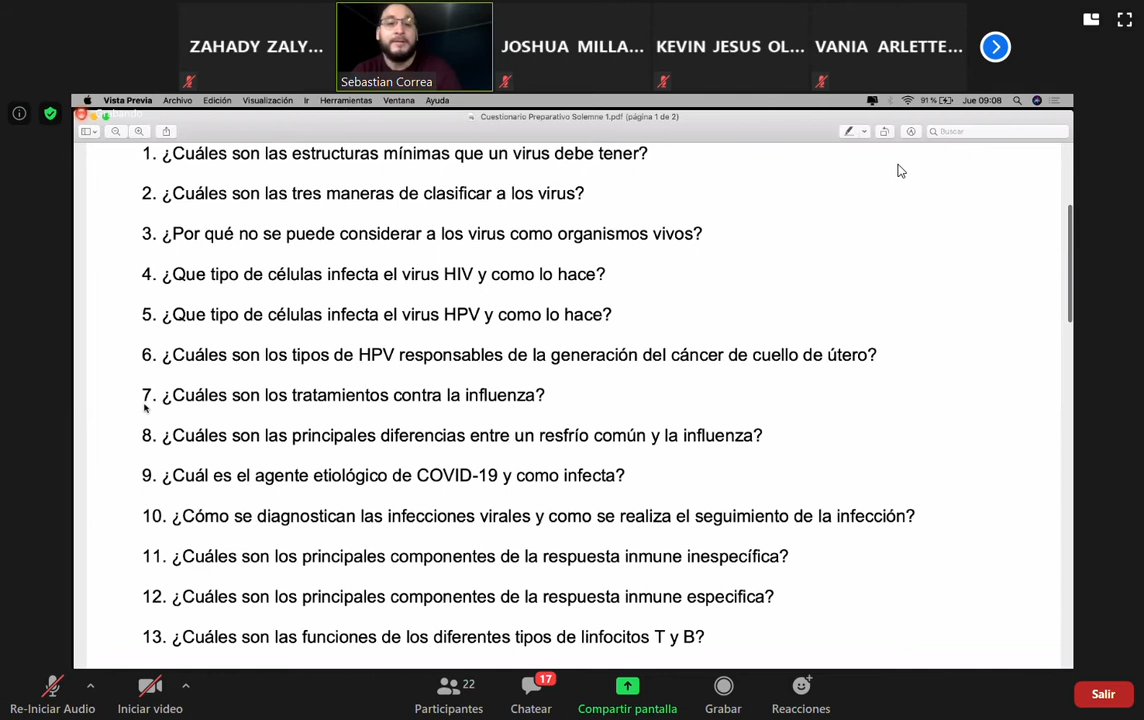 ZAHADY ZALY...
Sebastian Correa
JOSHUA MILLA...
KEVIN JESUS OL...
VANIA ARLETTE...
Vista Previa Archivo Edición Visualización Ir Herramientas Ventana Ayuda
91 % Jue 09:08
Cuestionario Preparativo Solemne 1.pdf (página 1 de 2)
Buscar
1. ¿Cuáles son las estructuras mínimas que un virus debe tener?
2. ¿Cuáles son las tres maneras de clasificar a los virus?
3. ¿Por qué no se puede considerar a los virus como organismos vivos?
4. ¿Que tipo de células infecta el virus HIV y como lo hace?
5. ¿Que tipo de células infecta el virus HPV y como lo hace?
6. ¿Cuáles son los tipos de HPV responsables de la generación del cáncer de cuello de útero?
7. ¿Cuáles son los tratamientos contra la influenza?
8. ¿Cuáles son las principales diferencias entre un resfrío común y la influenza?
9. ¿Cuál es el agente etiológico de COVID-19 y como infecta?
10. ¿Cómo se diagnostican las infecciones virales y como se realiza el seguimiento de la infección?
11. ¿Cuáles son los principales componentes de la respuesta inmune inespecífica?
12. ¿Cuáles son los principales componentes de la respuesta inmune especifica?
13. ¿Cuáles son las funciones de los diferentes tipos de linfocitos T y B?
22
17
Re-Iniciar Audio
Iniciar video
Participantes
Chatear
Compartir pantalla
Grabar
Reacciones
Salir